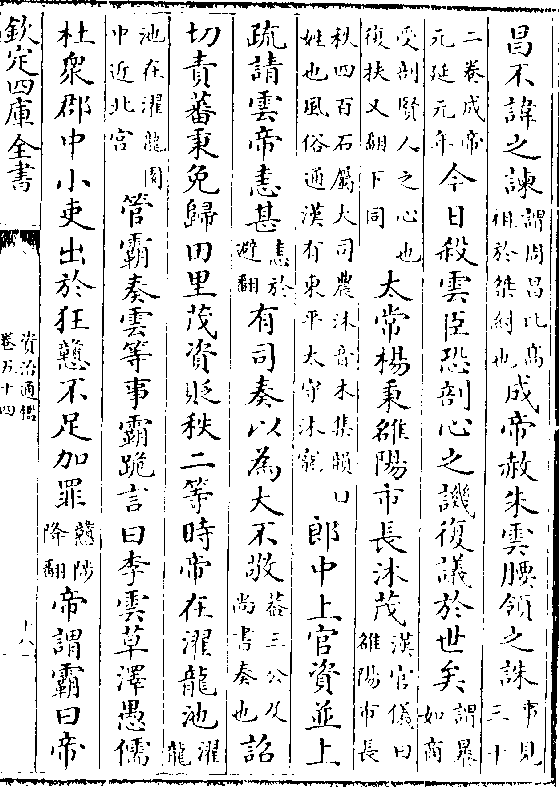 昌不諱之諫謂周昌比高祖於桀紂也成帝赦朱雲腰領之誅事見三十
二卷成帝元延元年今日殺雲臣恐剖心之譏復議於世矣謂晨如商
受剖賢人之心也復扶又翻下同太常楊秉雒陽市長沐茂漢官儀曰雒陽市長
秩四百石屬大司農沐音木集韻口姓也風俗通漢有東平太守沐寵郎中上官資並上
疏請雲帝恚甚恚於避翻有司奏以為大不敬葢三公及尚書奏也詔
切責蕃秉免歸田里茂資貶秩二等時帝在濯龍池濯龍
池在濯龍園中近北宮管霸奏雲等事霸跪言曰李雲草澤愚儒
杜衆郡中小吏出於狂戇不足加罪戇陟降翻帝謂霸曰帝
欽定四庫全書
資治通鑑
卷五十四
十八